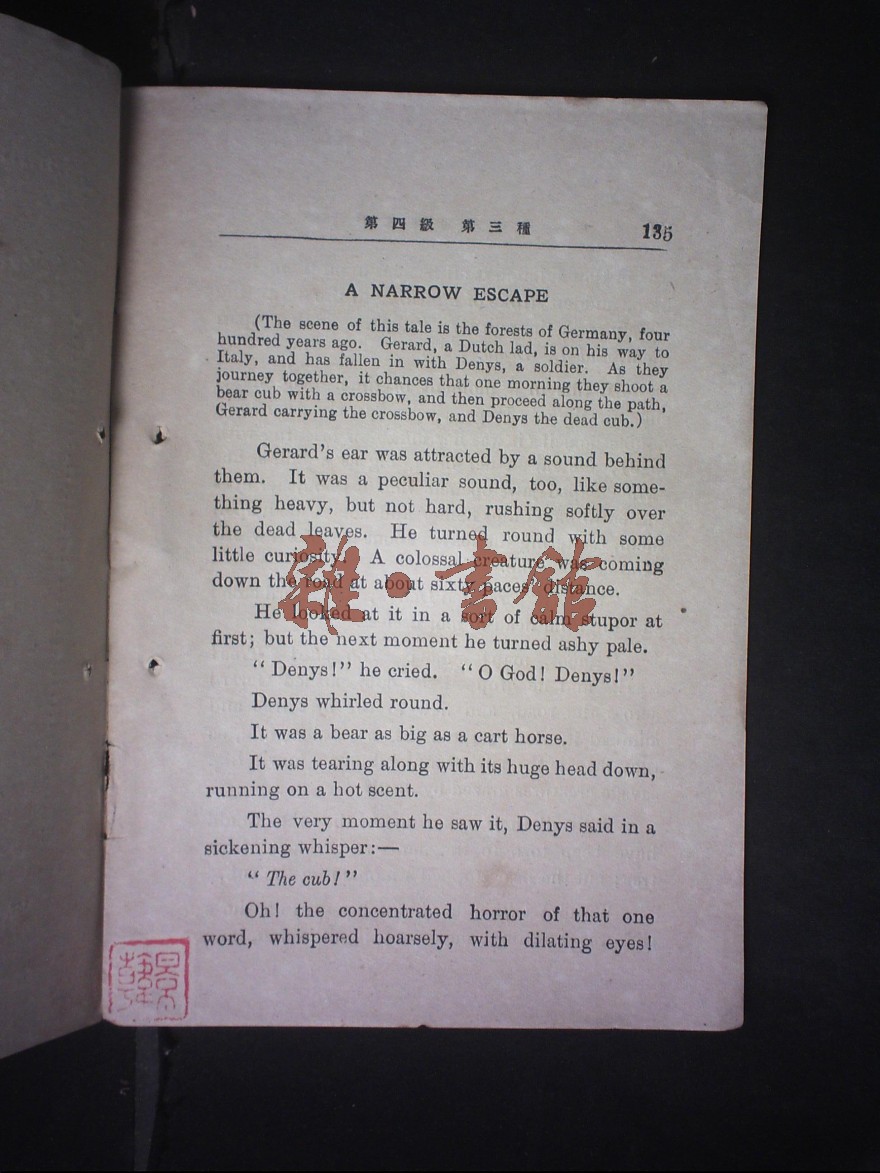 第四級 第三種 135
A NARROW ESCAPE
(The scene of this tale is the forests of Germany, four
hundred years ago. Gerard, a Dutch lad, is on his way to
Italy, and has fallen in with Denys, a soldier. As they
journey together, it chances that one morning they shoot a
bear cub with a crossbow, and then proceed along the path,
Gerard carrying the crossbow, and Denys the dead cub.)
Gerard's ear was attracted by a sound behind
them. It was a peculiar sound, too, like some-
thing heavy, but not hard, rushing softly over
the dead leaves. He turned round with some
little curiosity. A colossal creature was coming
down the road at about sixty paces' distance.
He looked at it in a sort of calm stupor at
first; but the next moment he turned ashy pale.
"Denys!" he cried. "O God! Denys!"
Denys whirled round.
It was a bear as big as a cart horse.
It was tearing along with its huge head down,
running on a hot scent.
The very moment he saw it, Denys said in a
sickening whisper:—
"The cub!"
Oh! the concentrated horror of that one
word, whispered hoarsely, with dilating eyes!
雜·書館